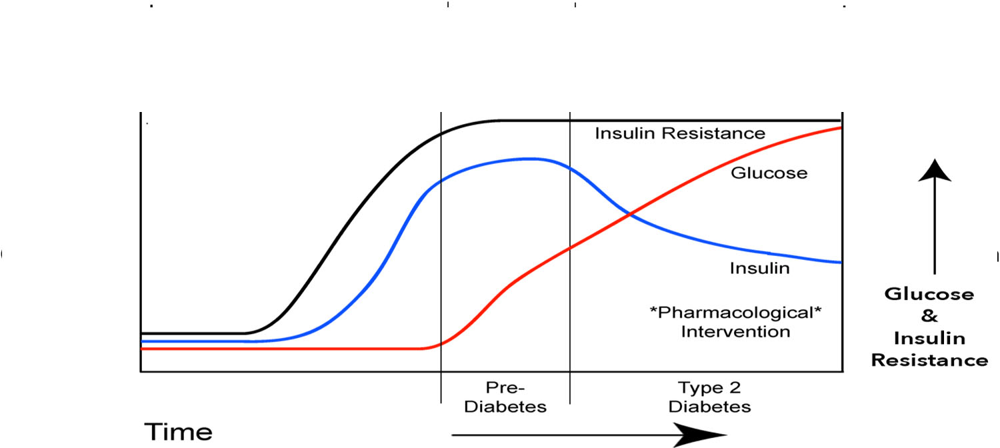 Insulin Resistance
Glucose
Insulin
*Pharmacological*
Intervention
Glucose
&
Insulin
Resistance
Pre-
Diabetes
Type 2
Diabetes
Time